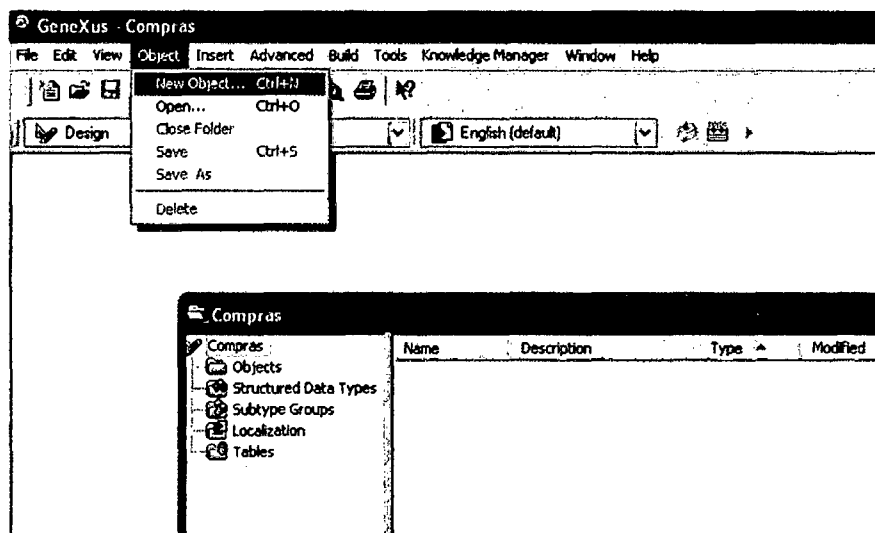 GeneXus - Compras
File Edit View Object Insert Advanced Build Tools Knowledge Manager Window Help
New Object... Ctrl+N
Open... Ctrl+O
Close Folder
Save Ctrl+S
Save As
Delete
Design
English (default)
Compras
Compras
Objects
Structured Data Types
Subtype Groups
Localization
Tables
Name Description Type Modified